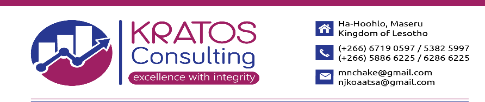 KRATOS
Consulting
excellence with integrity
Ha-Hoohlo, Maseru
Kingdom of Lesotho
(+266) 6719 0597 / 5382 5997
(+266) 5886 6225 / 6286 6225
mnchake@gmail.com
njkoaatsa@gmail.com